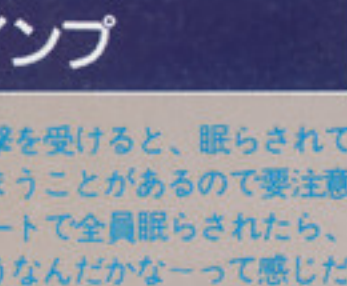 インプ
撃を受けると、眠らされて
まうことがあるので要注意
ートで全員眠らされたら、
うなんだかなーって感じだ